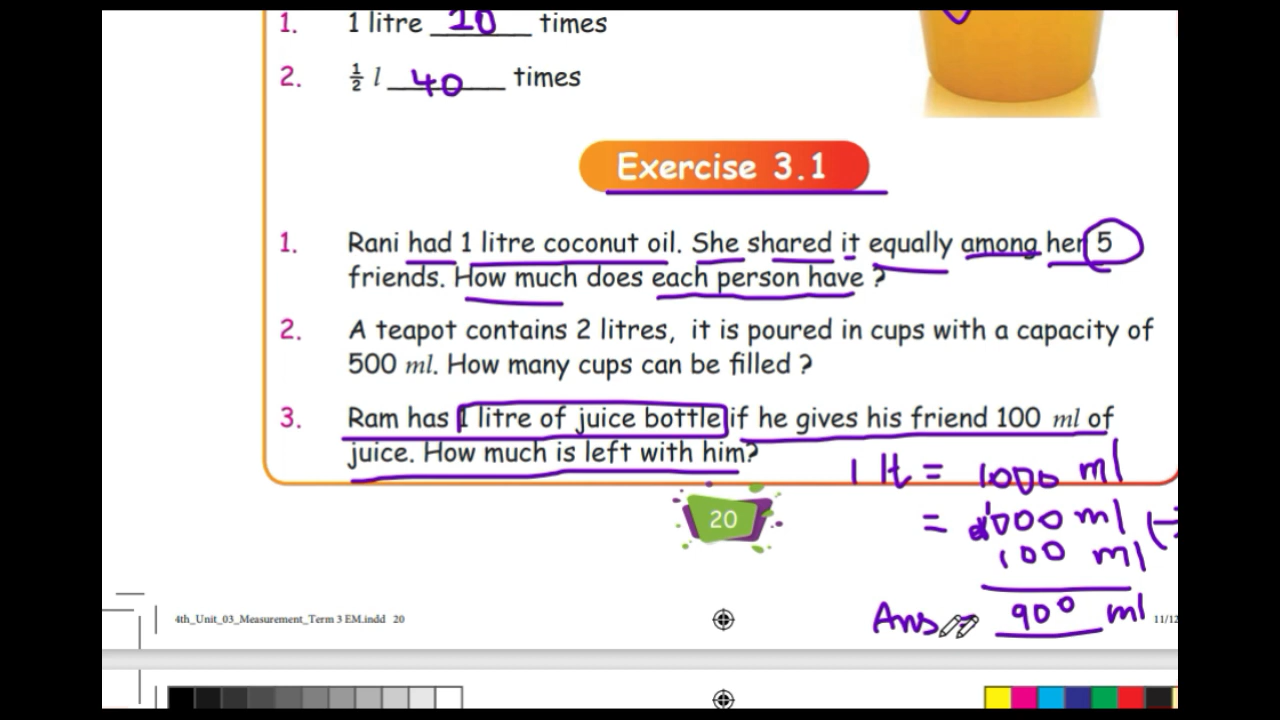 1. 1 litre 20 times
2. ½ l 40 times
Exercise 3.1
1. Rani had 1 litre coconut oil. She shared it equally among her 5
friends. How much does each person have ?
2. A teapot contains 2 litres, it is poured in cups with a capacity of
500 ml. How many cups can be filled ?
3. Ram has 1 litre of juice bottle if he gives his friend 100 ml of
juice. How much is left with him?
1 lt = 1000 ml
= 1000 ml (-)
100 ml
Ans = 900 ml
20
4th_Unit_03_Measurement_Term 3 EM.indd 20 11/12